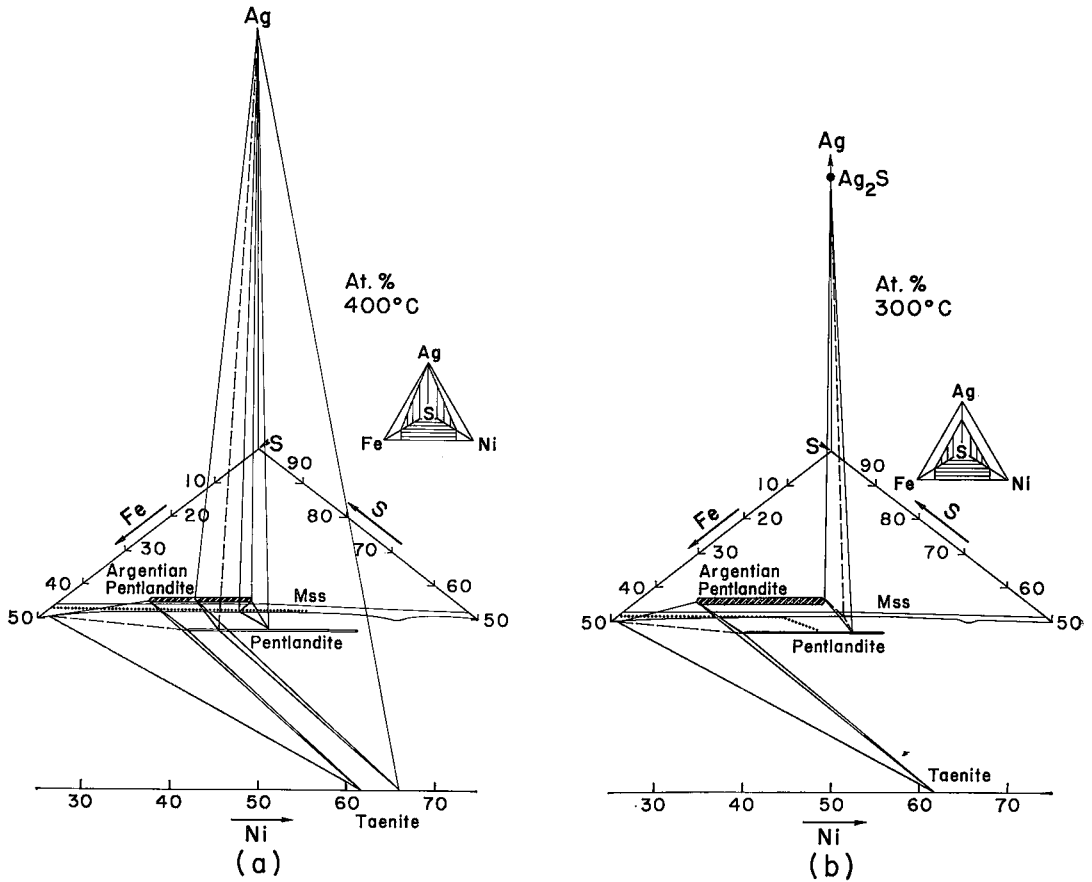 Ag
At. %
400°C
Ag
S
Fe
Ni
S
90
10
Fe
S
20
80
30
70
40
60
Argentian
Pentlandite
Mss
50
50
Pentlandite
30
40
50
60
70
Taenite
Ni
(a)
Ag
Ag2S
At. %
300°C
Ag
S
Fe
Ni
S
90
10
Fe
S
20
80
30
70
40
60
Argentian
Pentlandite
Mss
50
50
Pentlandite
Taenite
30
40
50
60
70
Ni
(b)